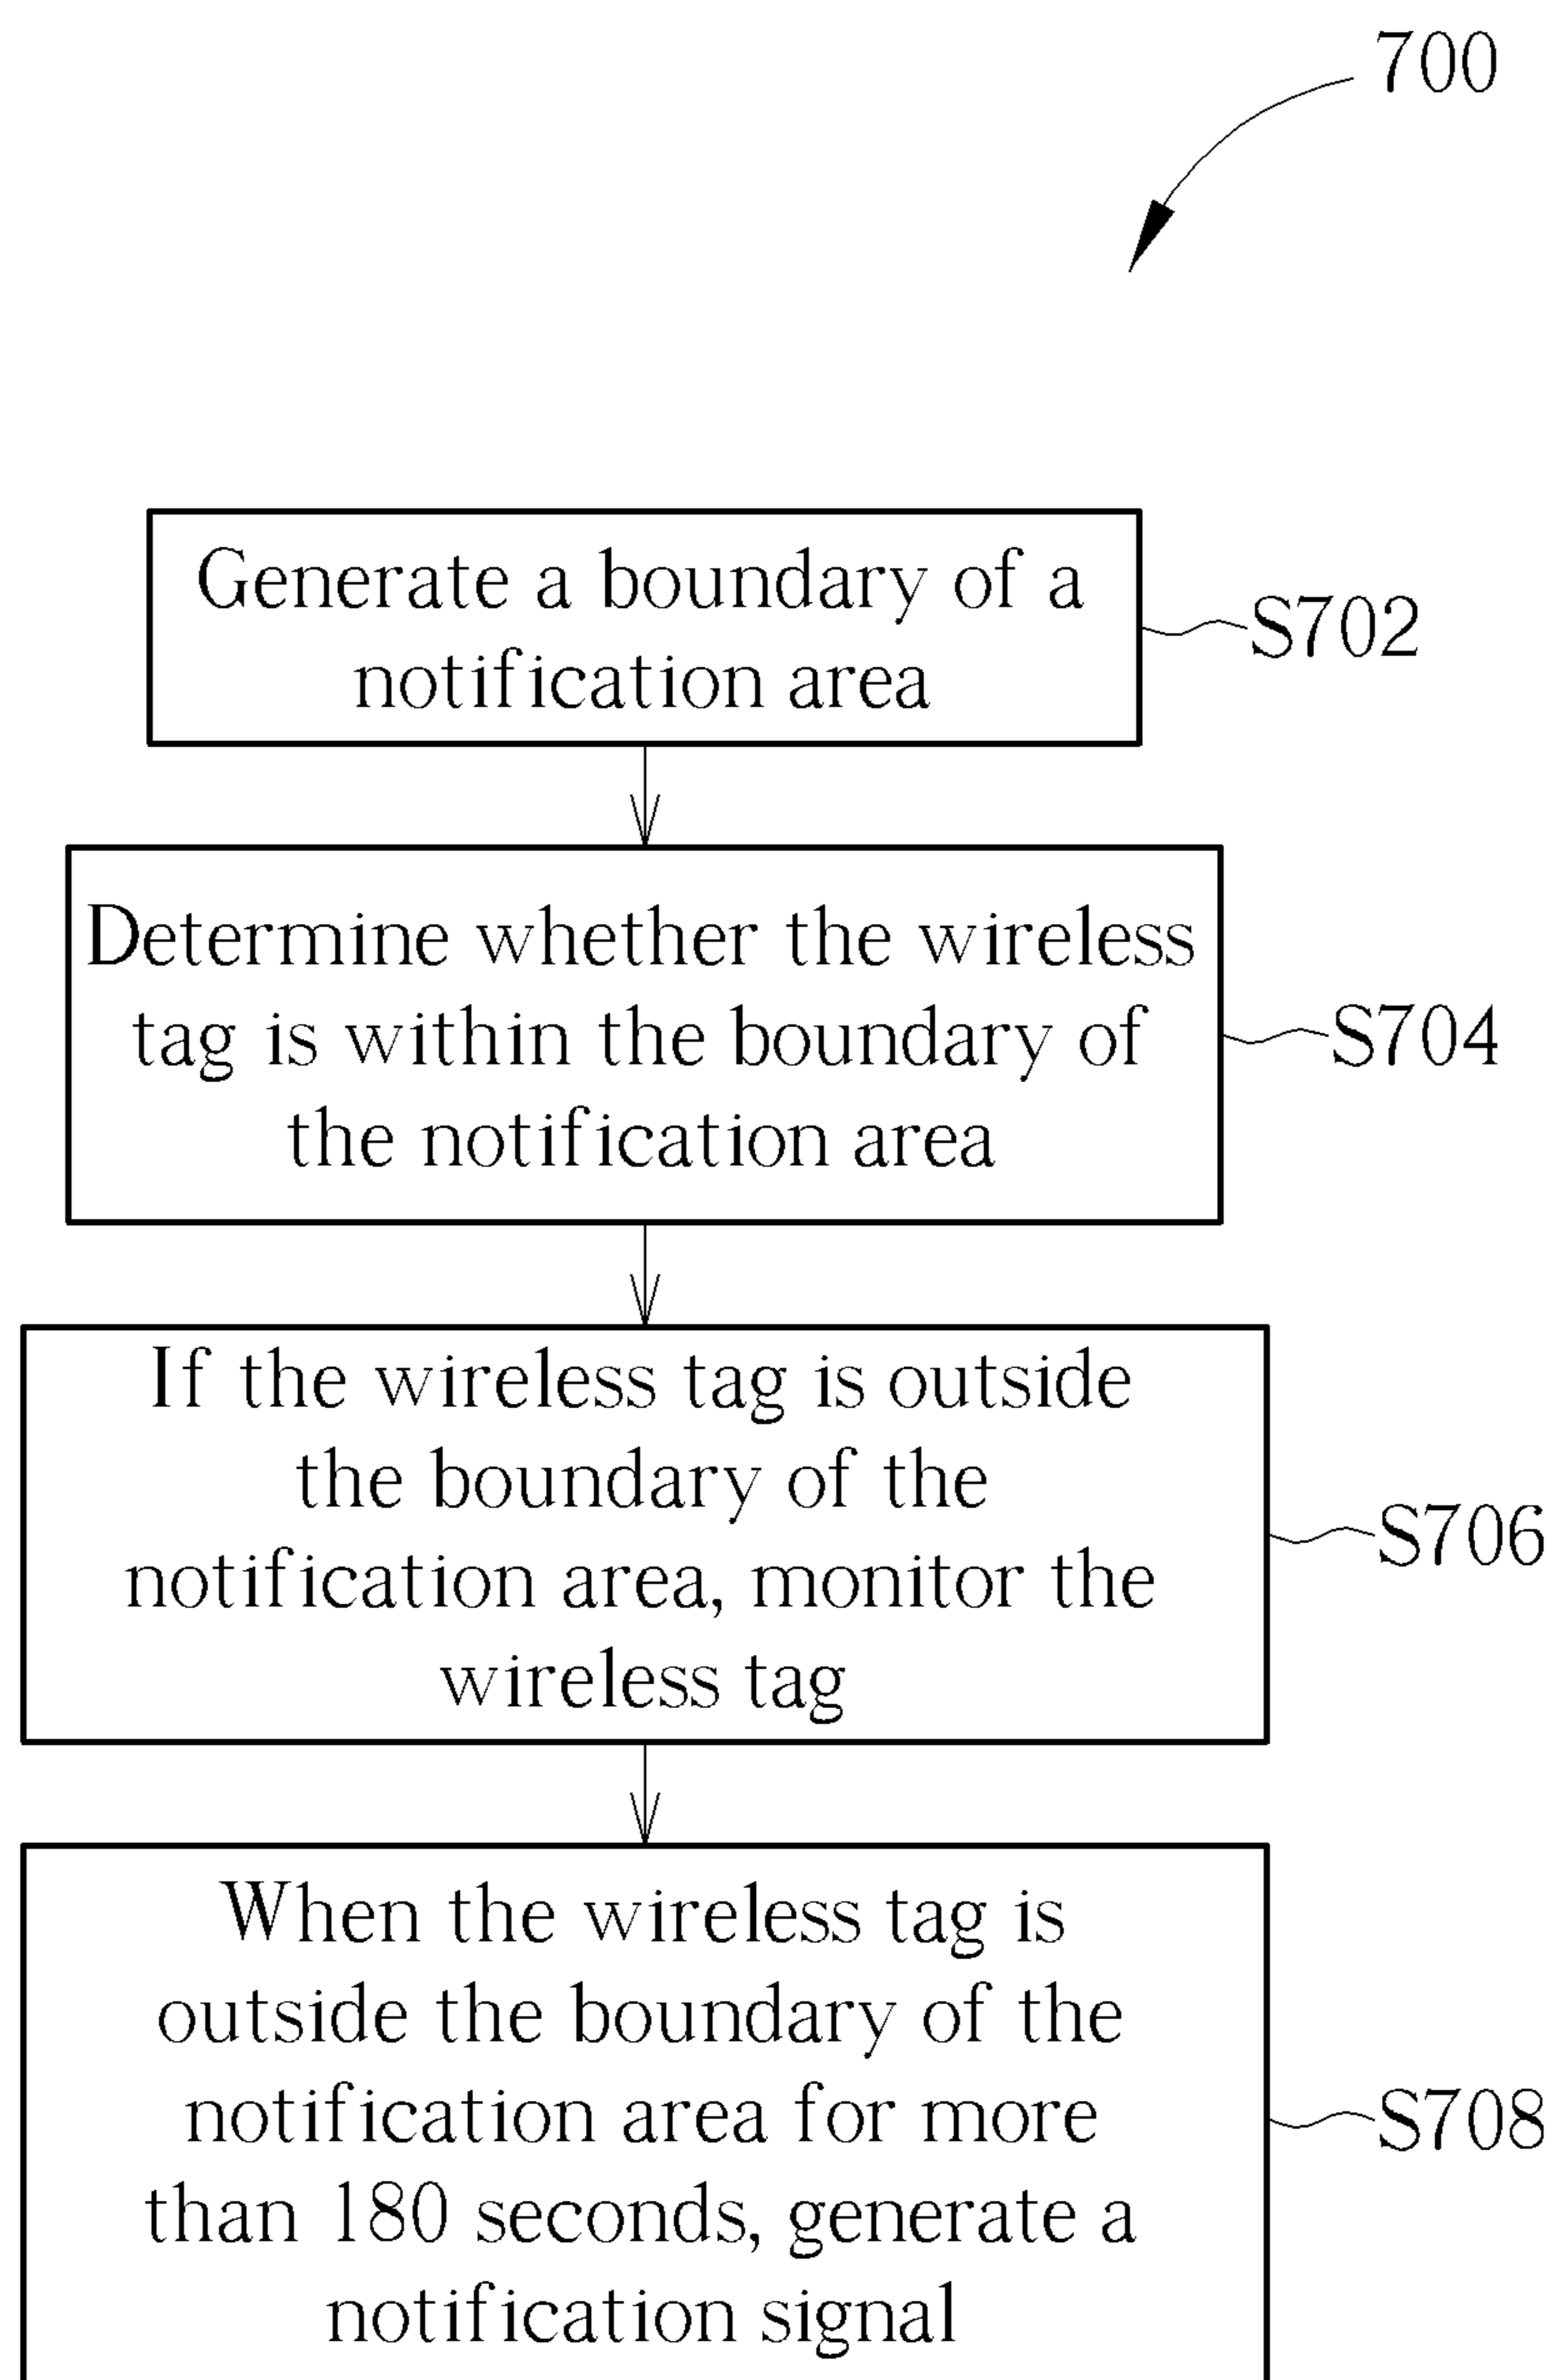 700
Generate a boundary of a
notification area
S702
Determine whether the wireless
tag is within the boundary of
the notification area
S704
If the wireless tag is outside
the boundary of the
notification area, monitor the
wireless tag
S706
When the wireless tag is
outside the boundary of the
notification area for more
than 180 seconds, generate a
notification signal
S708